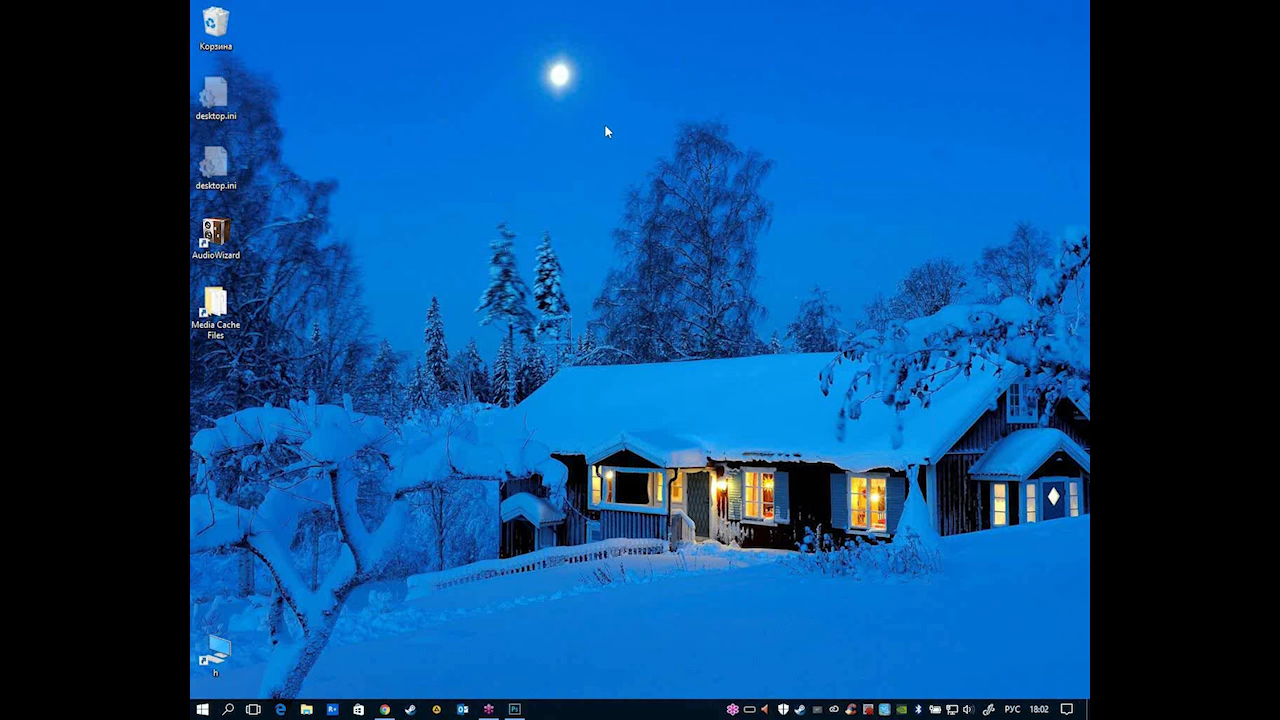 Корзина
desktop.ini
desktop.ini
AudioWizard
Media Cache
Files
h
РУС 18:02